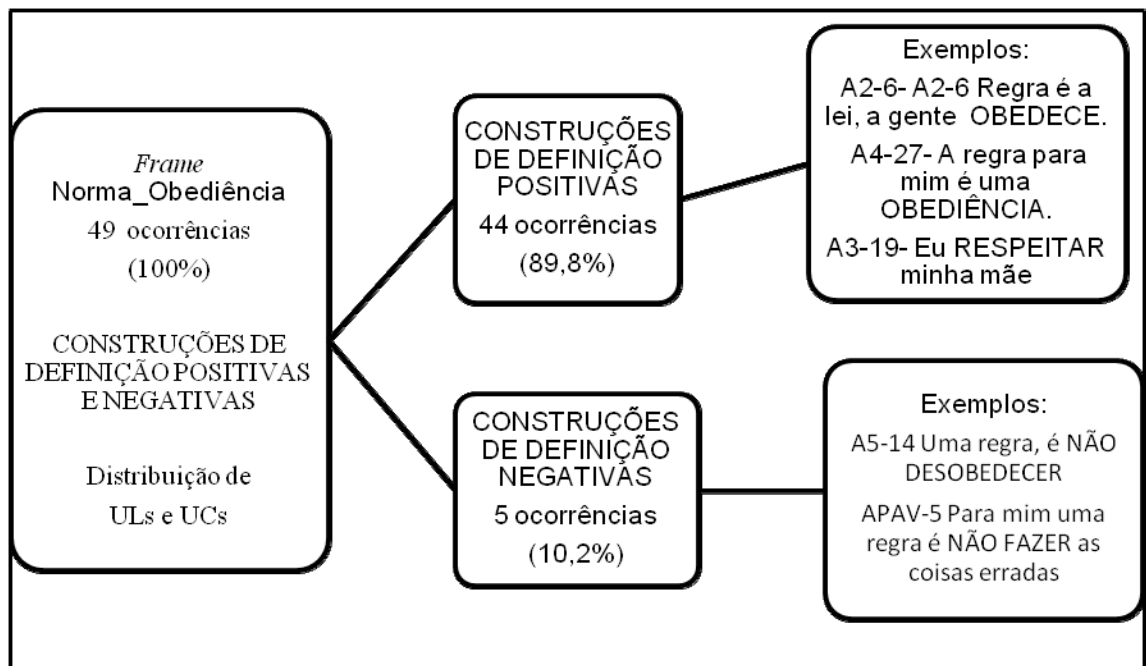 Frame
Norma_Obediência
49 ocorrências
(100%)
CONSTRUÇÕES DE
DEFINIÇÃO POSITIVAS
E NEGATIVAS
Distribuição de
ULs e UCs
CONSTRUÇÕES
DE DEFINIÇÃO
POSITIVAS
44 ocorrências
(89,8%)
Exemplos:
A2-6- A2-6 Regra é a
lei, a gente OBEDECE.
A4-27- A regra para
mim é uma
OBEDIÊNCIA.
A3-19- Eu RESPEITAR
minha mãe
CONSTRUÇÕES
DE DEFINIÇÃO
NEGATIVAS
5 ocorrências
(10,2%)
Exemplos:
A5-14 Uma regra, é NÃO
DESOBEDECER
APAV-5 Para mim uma
regra é NÃO FAZER as
coisas erradas